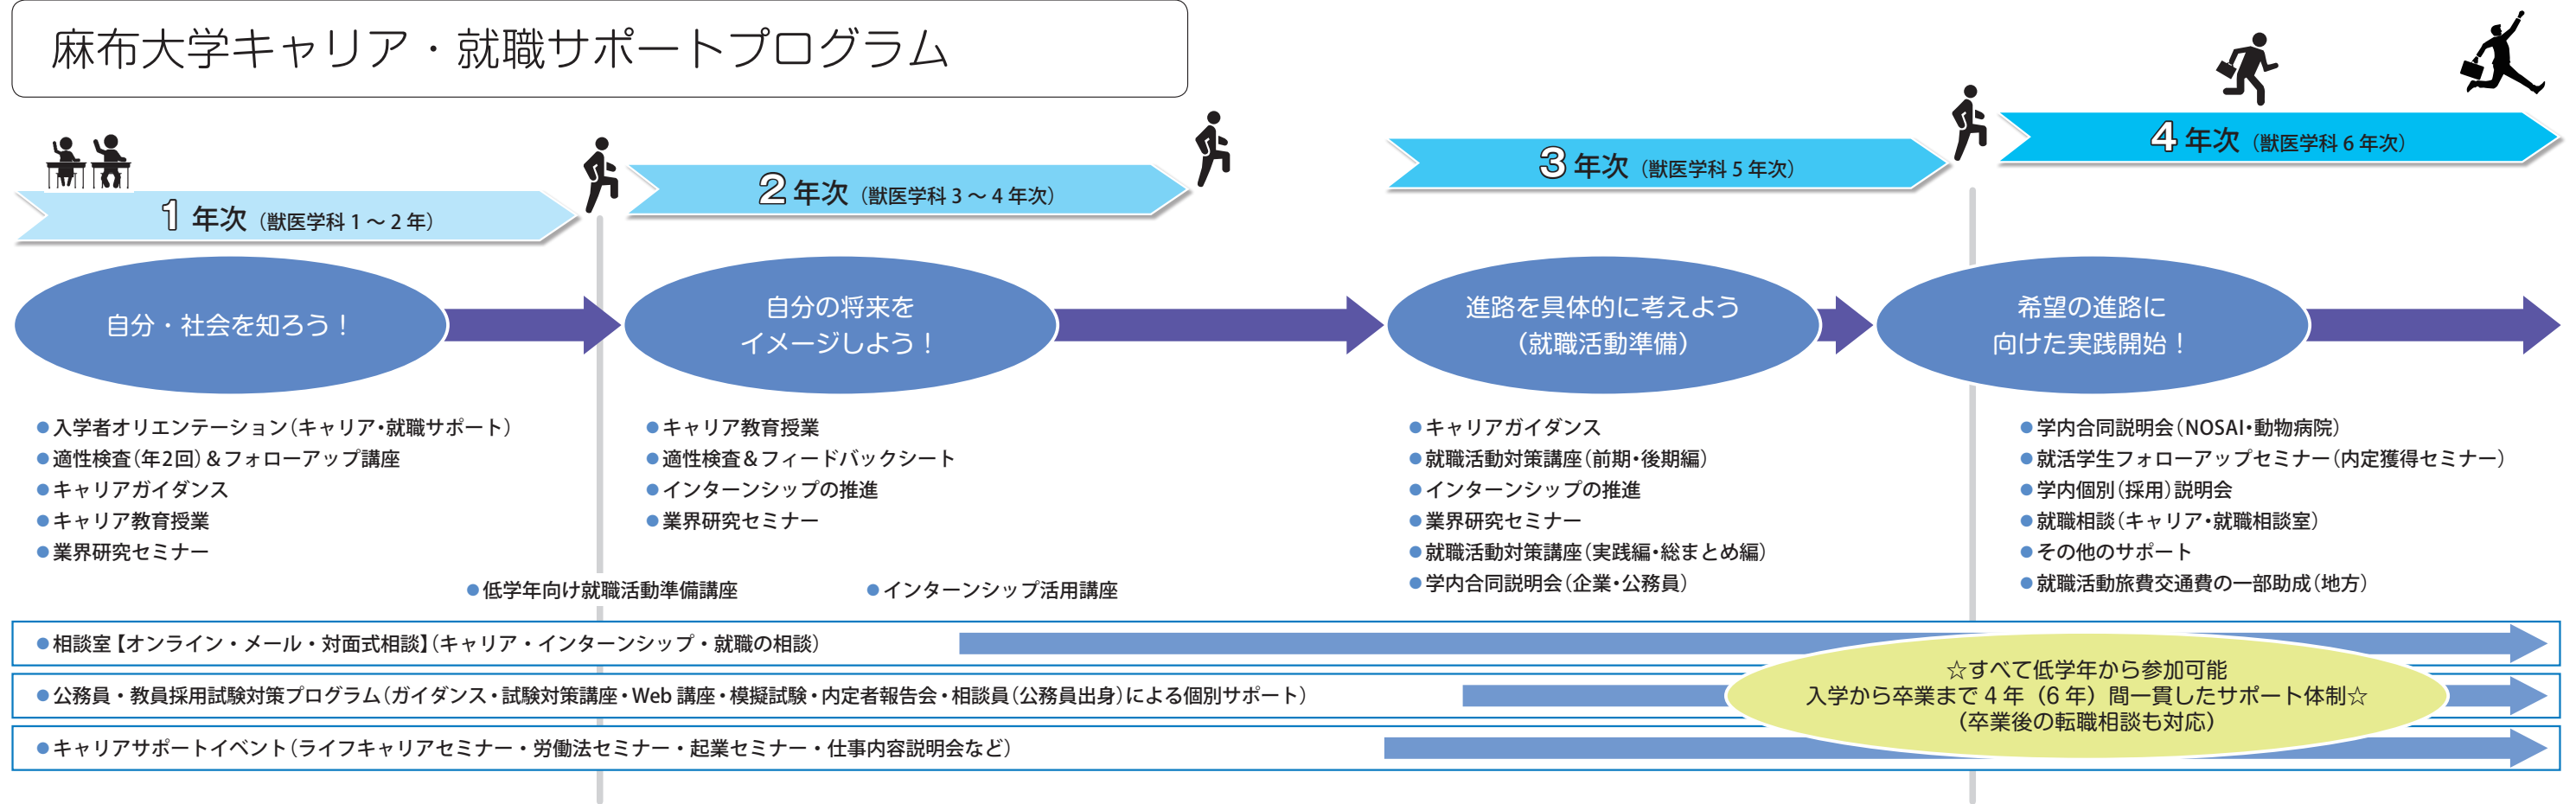 麻布大学キャリア・就職サポートプログラム
1 年次（獣医学科 1 ～ 2 年）
2 年次（獣医学科 3 ～ 4 年次）
3 年次（獣医学科 5 年次）
4 年次（獣医学科 6 年次）
自分・社会を知ろう！
自分の将来を
イメージしよう！
進路を具体的に考えよう
（就職活動準備）
希望の進路に
向けた実践開始！
●入学者オリエンテーション（キャリア・就職サポート）
●適性検査（年2回）＆フォローアップ講座
●キャリアガイダンス
●キャリア教育授業
●業界研究セミナー
●キャリア教育授業
●適性検査＆フィードバックシート
●インターンシップの推進
●業界研究セミナー
●低学年向け就職活動準備講座
●インターンシップ活用講座
●キャリアガイダンス
●就職活動対策講座（前期・後期編）
●インターンシップの推進
●業界研究セミナー
●就職活動対策講座（実践編・総まとめ編）
●学内合同説明会（企業・公務員）
●学内合同説明会（NOSAI・動物病院）
●就活学生フォローアップセミナー（内定獲得セミナー）
●学内個別（採用）説明会
●就職相談（キャリア・就職相談室）
●その他のサポート
●就職活動旅費交通費の一部助成（地方）
●相談室【オンライン・メール・対面式相談】（キャリア・インターンシップ・就職の相談）
●公務員・教員採用試験対策プログラム（ガイダンス・試験対策講座・Web 講座・模擬試験・内定者報告会・相談員（公務員出身）による個別サポート）
●キャリアサポートイベント（ライフキャリアセミナー・労働法セミナー・起業セミナー・仕事内容説明会など）
☆すべて低学年から参加可能
入学から卒業まで 4 年（6 年）間一貫したサポート体制☆
（卒業後の転職相談も対応）